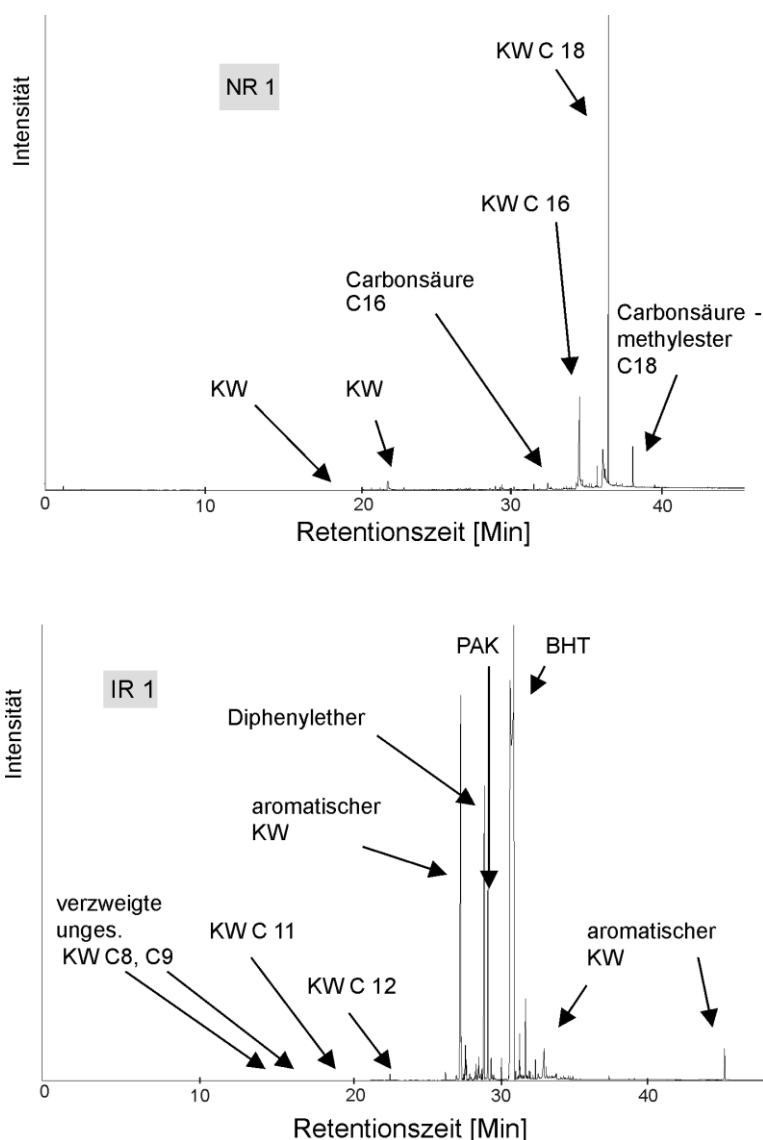 Intensität
NR 1
KW C 18
KW C 16
Carbonsäure
C16
Carbonsäure -
methylester
C18
KW
KW
0
10
20
30
40
Retentionszeit [Min]
Intensität
IR 1
PAK
BHT
Diphenylether
aromatischer
KW
verzweigte
unges.
KW C8, C9
KW C 11
KW C 12
aromatischer
KW
0
10
20
30
40
Retentionszeit [Min]